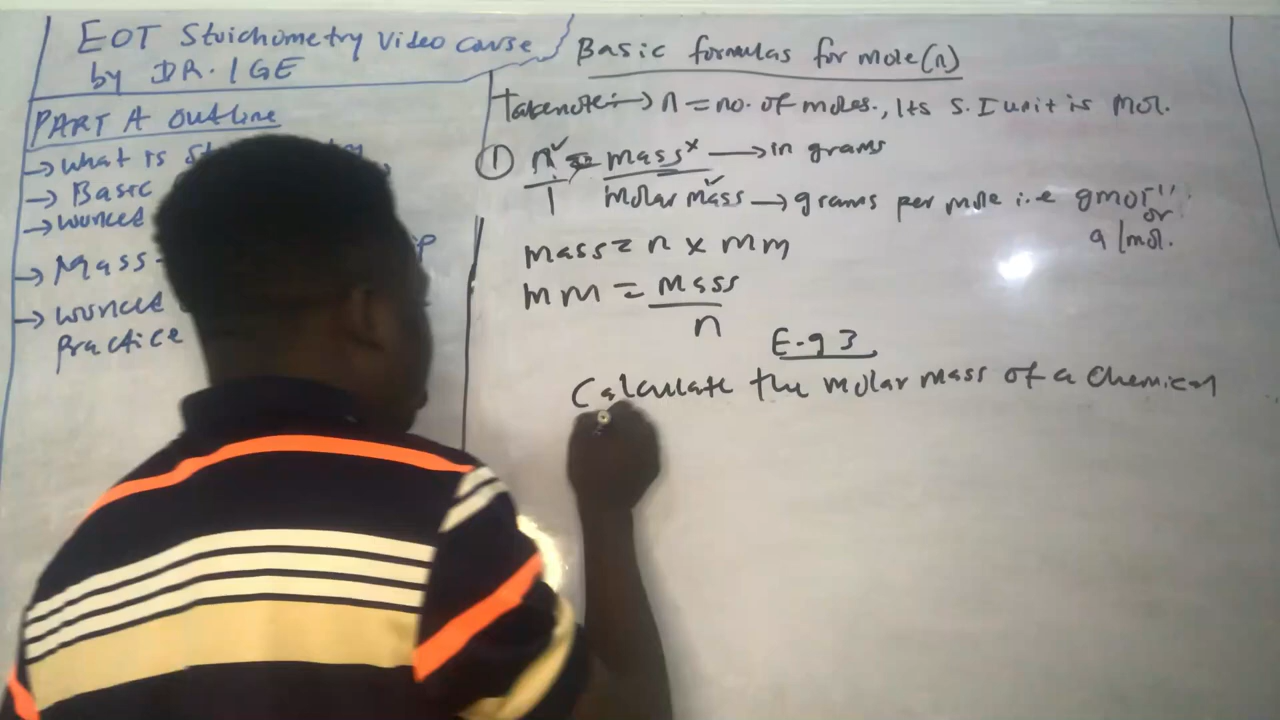 EOT Stoichometry Video Course
by DR. IGE
PART A Outline
→ What is
→ Basic
→ Worked
→ Mass-
→ Worked
Practice
Basic formulas for mole(n)
Take note:→ n = no. of moles., Its S.I unit is mol.
① n = mass → in grams
1 molar mass → grams per mole i.e gmol⁻¹
or
g/mol.
mass = n x mm
mm = mass
n
E.g 3
Calculate the molar mass of a chemical